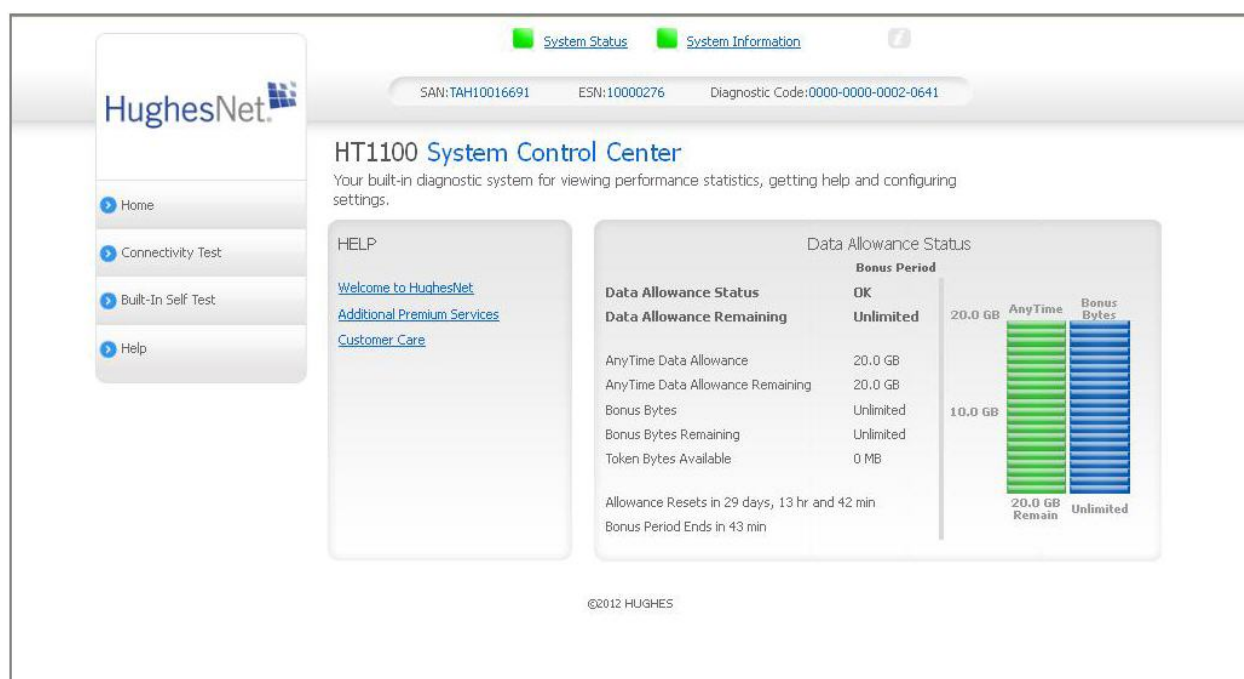 System Status
System Information
HughesNet.
SAN:TAH10016691 ESN:10000276 Diagnostic Code:0000-0000-0002-0641
Home
Connectivity Test
Built-In Self Test
Help
HT1100 System Control Center
Your built-in diagnostic system for viewing performance statistics, getting help and configuring
settings.
HELP
Welcome to HughesNet
Additional Premium Services
Customer Care
Data Allowance Status
Bonus Period
Data Allowance Status OK
Data Allowance Remaining Unlimited
AnyTime Data Allowance 20.0 GB
AnyTime Data Allowance Remaining 20.0 GB
Bonus Bytes Unlimited
Bonus Bytes Remaining Unlimited
Token Bytes Available 0 MB
Allowance Resets in 29 days, 13 hr and 42 min
Bonus Period Ends in 43 min
20.0 GB
10.0 GB
AnyTime
Bonus
Bytes
20.0 GB
Remain
Unlimited
©2012 HUGHES